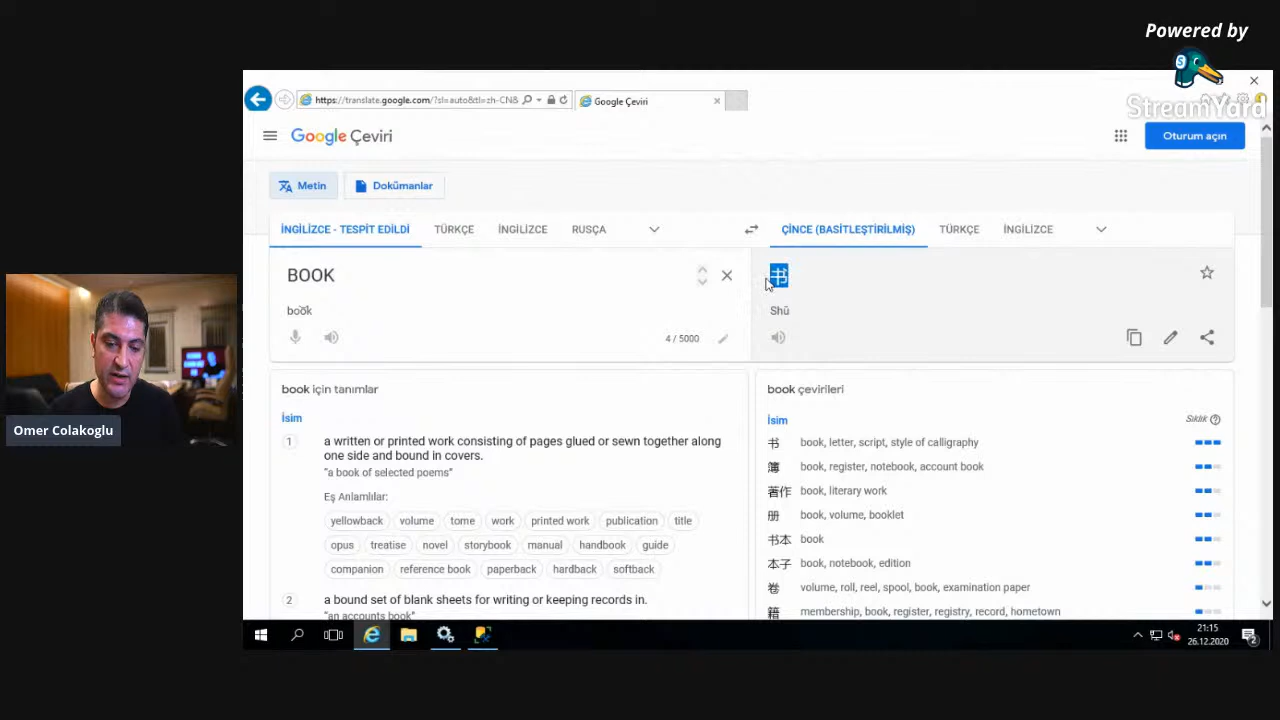 Powered by
StreamYard
https://translate.google.com/?sl=auto&tl=zh-CN&
Google Çeviri
Google Çeviri
Oturum açın
Metin
Dokümanlar
İNGİLİZCE - TESPİT EDİLDİ
TÜRKÇE
İNGİLİZCE
RUSÇA
ÇİNCE (BASİTLEŞTİRİLMİŞ)
TÜRKÇE
İNGİLİZCE
BOOK
书
Shū
4 / 5000
book için tanımlar
İsim
1
a written or printed work consisting of pages glued or sewn together along
one side and bound in covers.
"a book of selected poems"
Eş Anlamlılar:
yellowback volume tome work printed work publication title
opus treatise novel storybook manual handbook guide
companion reference book paperback hardback softback
2
a bound set of blank sheets for writing or keeping records in.
"an accounts book"
book çevirileri
İsim
Sıklık
书 book, letter, script, style of calligraphy
簿 book, register, notebook, account book
著作 book, literary work
册 book, volume, booklet
书本 book
本子 book, notebook, edition
卷 volume, roll, reel, spool, book, examination paper
籍 membership, book, register, registry, record, hometown
Omer Colakoglu
21:15
26.12.2020
2